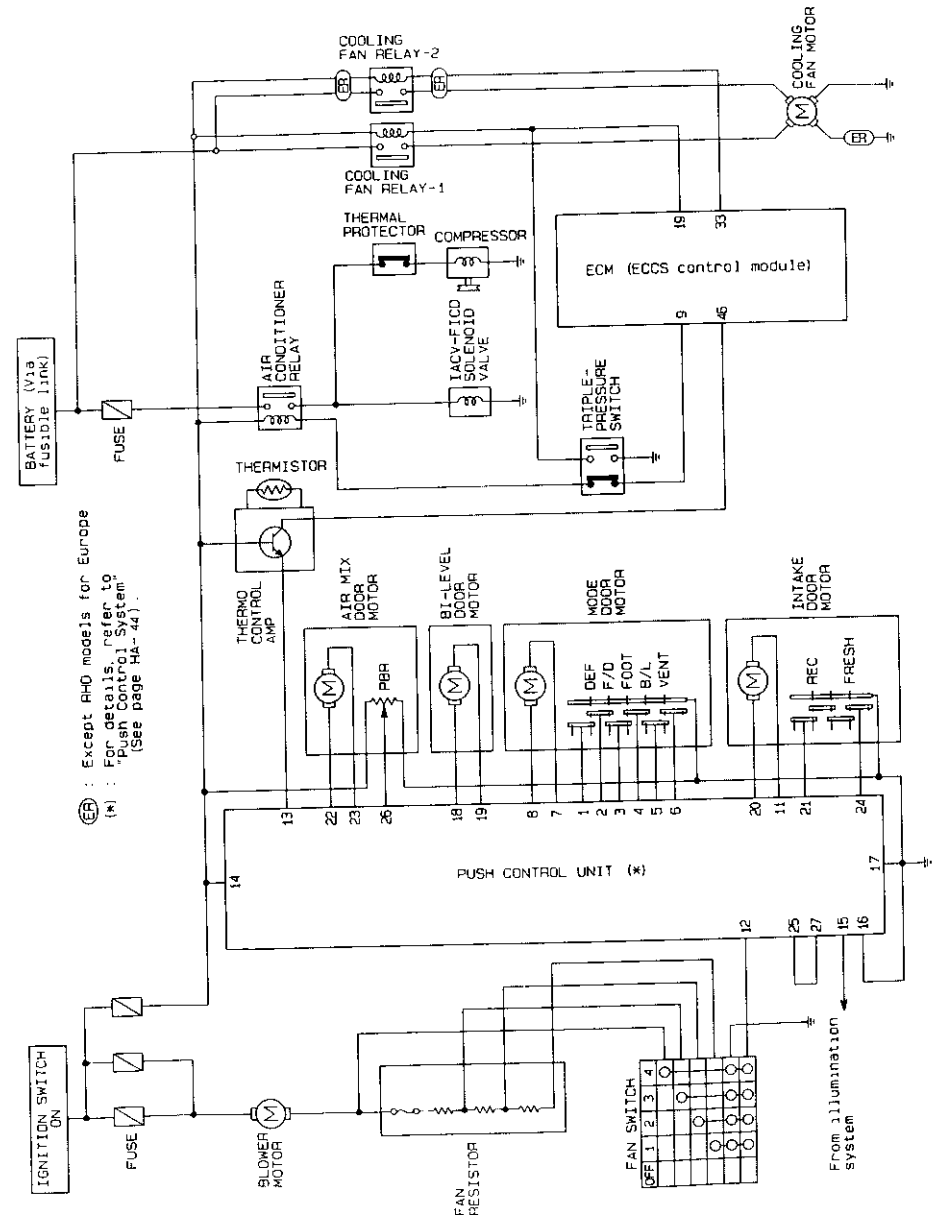 COOLING
FAN RELAY-2
ER
ER
COOLING
FAN MOTOR
M
ER
COOLING
FAN RELAY-1
THERMAL
PROTECTOR
COMPRESSOR
19
33
ECM (ECCS control module)
9
46
BATTERY (Via
fusible link)
FUSE
AIR
CONDITIONER
RELAY
IACV-FICD
SOLENOID
VALVE
TRIPLE-
PRESSURE
SWITCH
THERMISTOR
THERMO
CONTROL
AMP
ER : Except RHD models for Europe
(*) : For details, refer to
"Push Control System"
(See page HA-44).
AIR MIX
DOOR
MOTOR
M
PBR
BI-LEVEL
DOOR
MOTOR
M
MODE
DOOR
MOTOR
M
DEF
F/D
FOOT
B/L
VENT
INTAKE
DOOR
MOTOR
M
REC
FRESH
13
22
23
26
18
19
8
7
1
2
3
4
5
6
20
11
21
24
14
PUSH CONTROL UNIT (*)
17
12
25
27
15
16
IGNITION SWITCH
ON
FUSE
BLOWER
MOTOR
M
FAN
RESISTOR
FAN SWITCH
OFF 1 2 3 4
From illumination
system